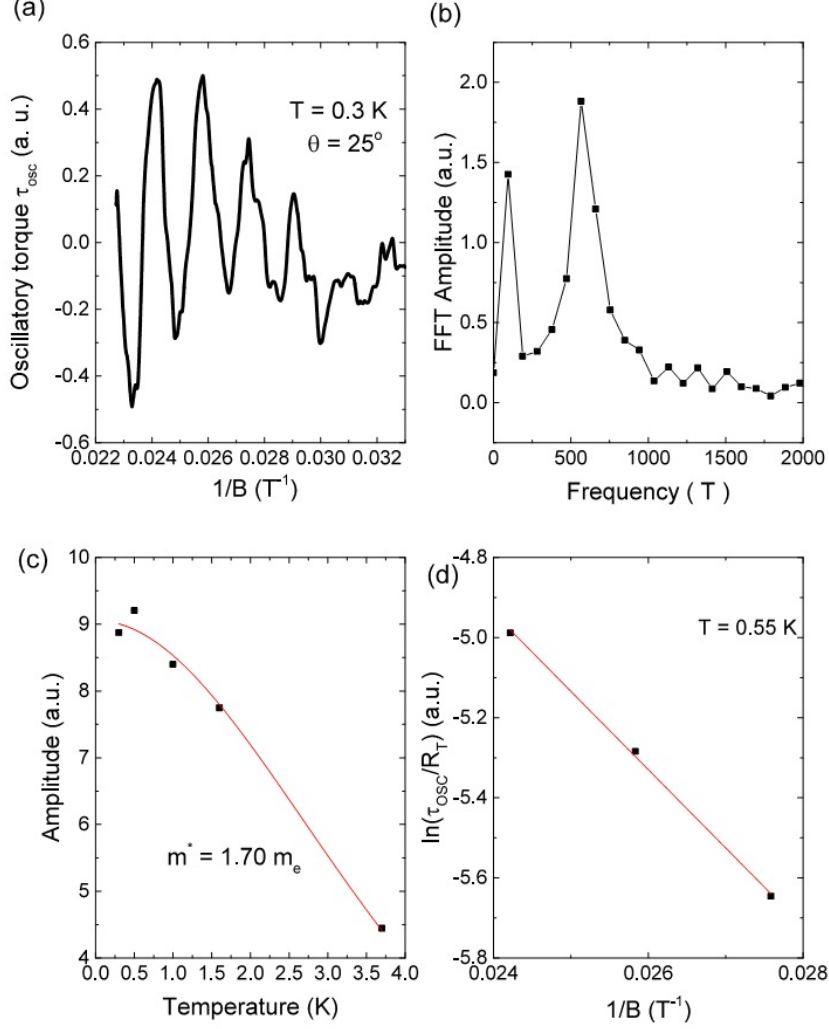 (a)
0.6
0.4
0.2
0.0
-0.2
-0.4
-0.6
0.022 0.024 0.026 0.028 0.030 0.032
Oscillatory torque τosc (a. u.)
1/B (T⁻¹)
T = 0.3 K
θ = 25°
(b)
2.0
1.5
1.0
0.5
0.0
0 500 1000 1500 2000
FFT Amplitude (a.u.)
Frequency ( T )
(c)
10
9
8
7
6
5
4
0.0 0.5 1.0 1.5 2.0 2.5 3.0 3.5 4.0
Amplitude (a.u.)
Temperature (K)
m* = 1.70 mₑ
(d)
-4.8
-5.0
-5.2
-5.4
-5.6
-5.8
0.024 0.026 0.028
ln(τOSC/RT) (a.u.)
1/B (T⁻¹)
T = 0.55 K